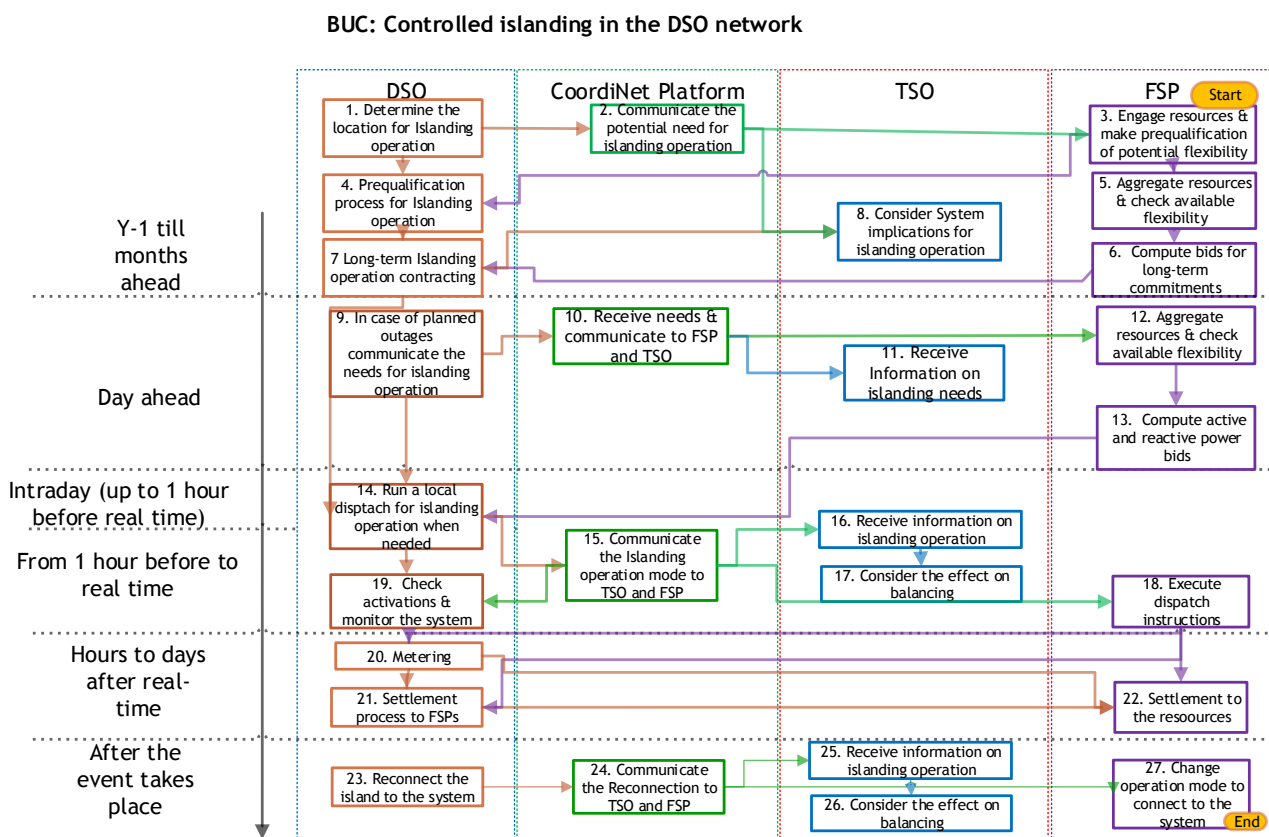 BUC: Controlled islanding in the DSO network
DSO
CoordiNet Platform
TSO
FSP
Start
1. Determine the
location for Islanding
operation
2. Communicate the
potential need for
islanding operation
3. Engage resources &
make prequalification
of potential flexibility
4. Prequalification
process for Islanding
operation
5. Aggregate resources
& check available
flexibility
Y-1 till
months
ahead
7 Long-term Islanding
operation contracting
8. Consider System
implications for
islanding operation
6. Compute bids for
long-term
commitments
Day ahead
9. In case of planned
outages
communicate the
needs for islanding
operation
10. Receive needs &
communicate to FSP
and TSO
11. Receive
Information on
islanding needs
12. Aggregate
resources & check
available flexibility
13. Compute active
and reactive power
bids
Intraday (up to 1 hour
before real time)
14. Run a local
disptach for islanding
operation when
needed
From 1 hour before to
real time
15. Communicate
the Islanding
operation mode to
TSO and FSP
16. Receive information on
islanding operation
17. Consider the effect on
balancing
18. Execute
dispatch
instructions
19. Check
activations &
monitor the system
Hours to days
after real-
time
20. Metering
21. Settlement
process to FSPs
22. Settlement to
the resoources
After the
event takes
place
23. Reconnect the
island to the system
24. Communicate
the Reconnection to
TSO and FSP
25. Receive information on
islanding operation
26. Consider the effect on
balancing
27. Change
operation mode to
connect to the
system
End